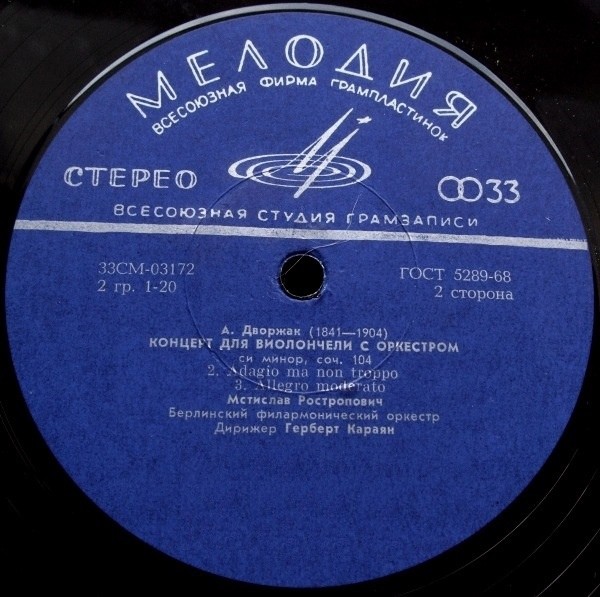 МЕЛОДИЯ
ВСЕСОЮЗНАЯ ФИРМА ГРАМПЛАСТИНОК
СТЕРЕО
33
ВСЕСОЮЗНАЯ СТУДИЯ ГРАМЗАПИСИ
33СМ-03172
ГОСТ 5289-68
2 гр. 1-20
2 сторона
А. Дворжак (1841—1904)
КОНЦЕРТ ДЛЯ ВИОЛОНЧЕЛИ С ОРКЕСТРОМ
си минор, соч. 104
2. Adagio ma non troppo
3. Allegro moderato
Мстислав Ростропович
Берлинский филармонический оркестр
Дирижер Герберт Караян